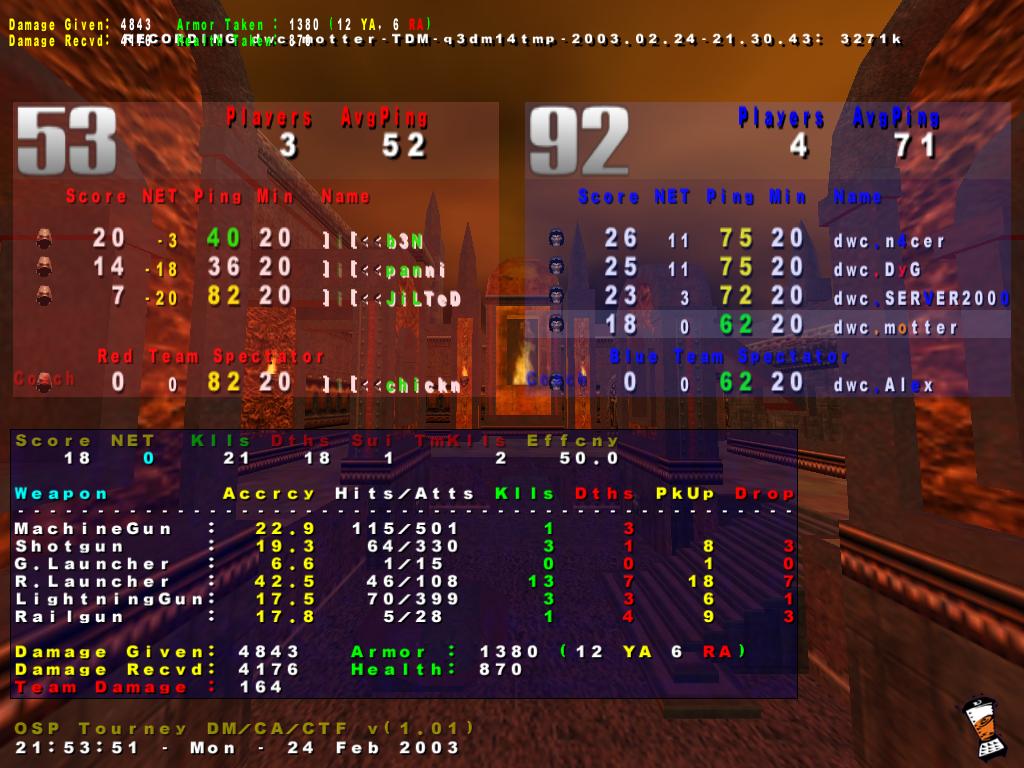 Damage Given: 4843 Armor Taken : 1380 (12 YA, 6 RA)
Damage Recvd: 4176 Health Taken: 870
RECORDING dwc.motter-TDM-q3dm14tmp-2003.02.24-21.30.43: 3271k
53 Players AvgPing
3 52
92 Players AvgPing
4 71
Score NET Ping Min Name
20 -3 40 20 ]i[<<b3N
14 -18 36 20 ]i[<<panni
7 -20 82 20 ]i[<<JiLTeD
Red Team Spectator
Coach 0 0 82 20 ]i[<<chickn
Score NET Ping Min Name
26 11 75 20 dwc.n4cer
25 11 75 20 dwc.DyG
23 3 72 20 dwc.SERVER2000
18 0 62 20 dwc.motter
Blue Team Spectator
Coach 0 0 62 20 dwc.Alex
Score NET Klls Dths Sui TmKlls Effcny
18 0 21 18 1 2 50.0
Weapon Accrcy Hits/Atts Klls Dths PkUp Drop
MachineGun : 22.9 115/501 1 3
Shotgun : 19.3 64/330 3 1 8 3
G.Launcher : 6.6 1/15 0 0 1 0
R.Launcher : 42.5 46/108 13 7 18 7
LightningGun: 17.5 70/399 3 3 6 1
Railgun : 17.8 5/28 1 4 9 3
Damage Given: 4843 Armor : 1380 (12 YA 6 RA)
Damage Recvd: 4176 Health: 870
Team Damage : 164
OSP Tourney DM/CA/CTF v(1.01)
21:53:51 - Mon - 24 Feb 2003